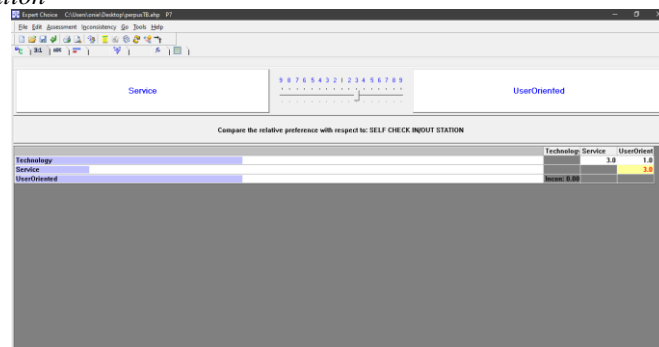 ation
Expert Choice C:\Users\onie\Desktop\perpusTB.ahp P7
File Edit Assessment Inconsistency Go Tools Help
3:1 ABC
Service
9 8 7 6 5 4 3 2 1 2 3 4 5 6 7 8 9
UserOriented
Compare the relative preference with respect to: SELF CHECK IN/OUT STATION
Technolog Service UserOrient
Technology 3.0 1.0
Service 3.0
UserOriented Incon: 0.00